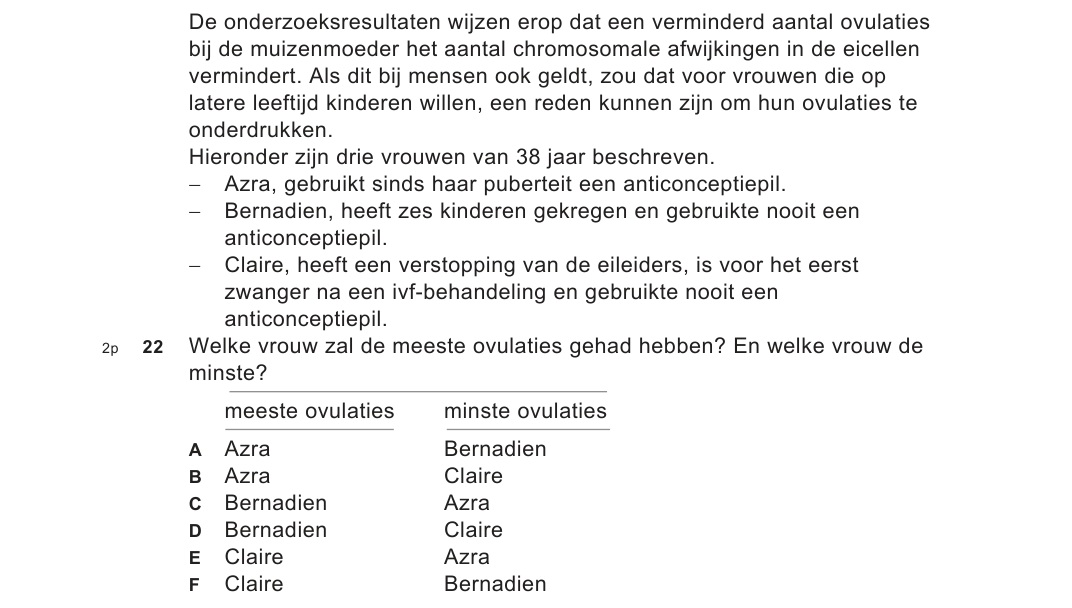 De onderzoeksresultaten wijzen erop dat een verminderd aantal ovulaties
bij de muizenmoeder het aantal chromosomale afwijkingen in de eicellen
vermindert. Als dit bij mensen ook geldt, zou dat voor vrouwen die op
latere leeftijd kinderen willen, een reden kunnen zijn om hun ovulaties te
onderdrukken.
Hieronder zijn drie vrouwen van 38 jaar beschreven.
– Azra, gebruikt sinds haar puberteit een anticonceptiepil.
– Bernadien, heeft zes kinderen gekregen en gebruikte nooit een
anticonceptiepil.
– Claire, heeft een verstopping van de eileiders, is voor het eerst
zwanger na een ivf-behandeling en gebruikte nooit een
anticonceptiepil.
2p 22 Welke vrouw zal de meeste ovulaties gehad hebben? En welke vrouw de
minste?
meeste ovulaties minste ovulaties
A Azra Bernadien
B Azra Claire
C Bernadien Azra
D Bernadien Claire
E Claire Azra
F Claire Bernadien